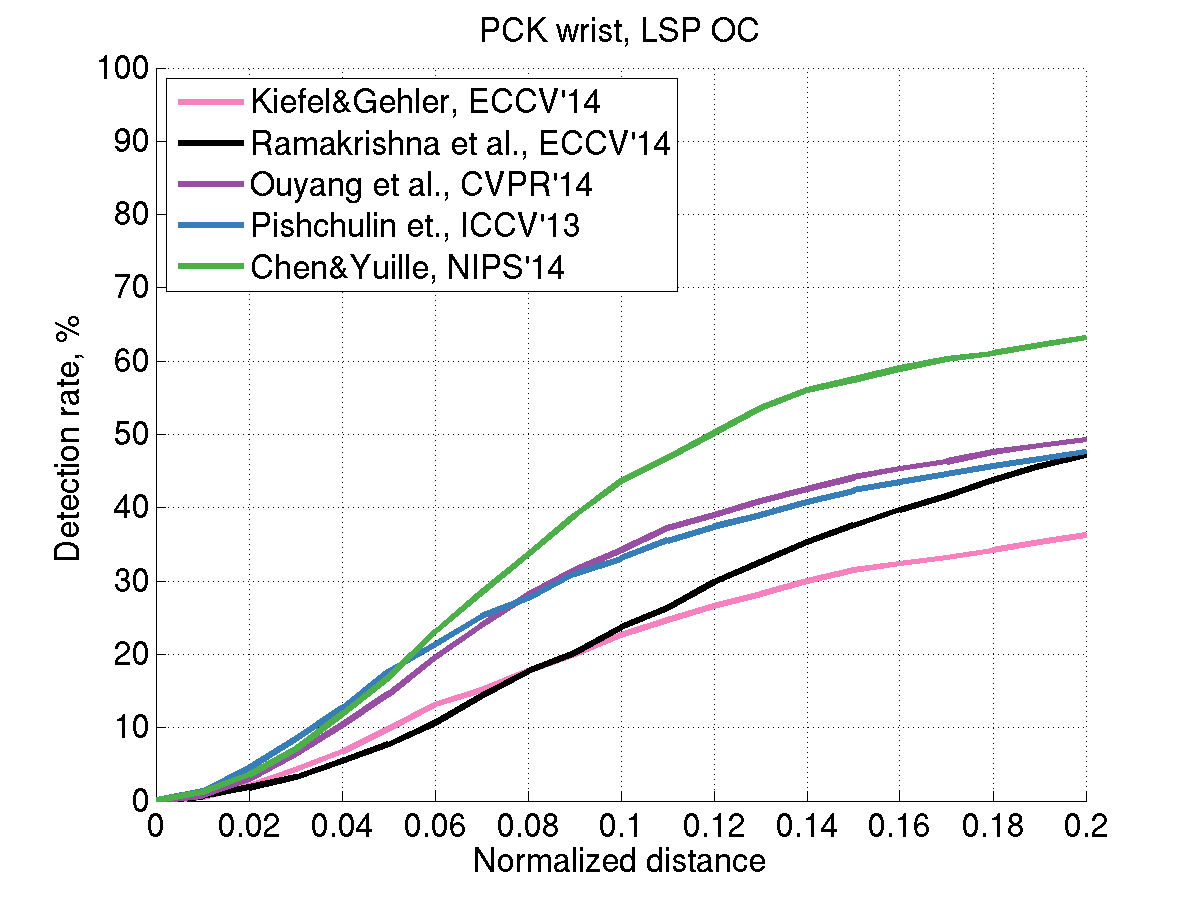 PCK wrist, LSP OC
100
90
80
70
60
50
40
30
20
10
0
Detection rate, %
Kiefel&Gehler, ECCV'14
Ramakrishna et al., ECCV'14
Ouyang et al., CVPR'14
Pishchulin et., ICCV'13
Chen&Yuille, NIPS'14
0 0.02 0.04 0.06 0.08 0.1 0.12 0.14 0.16 0.18 0.2
Normalized distance